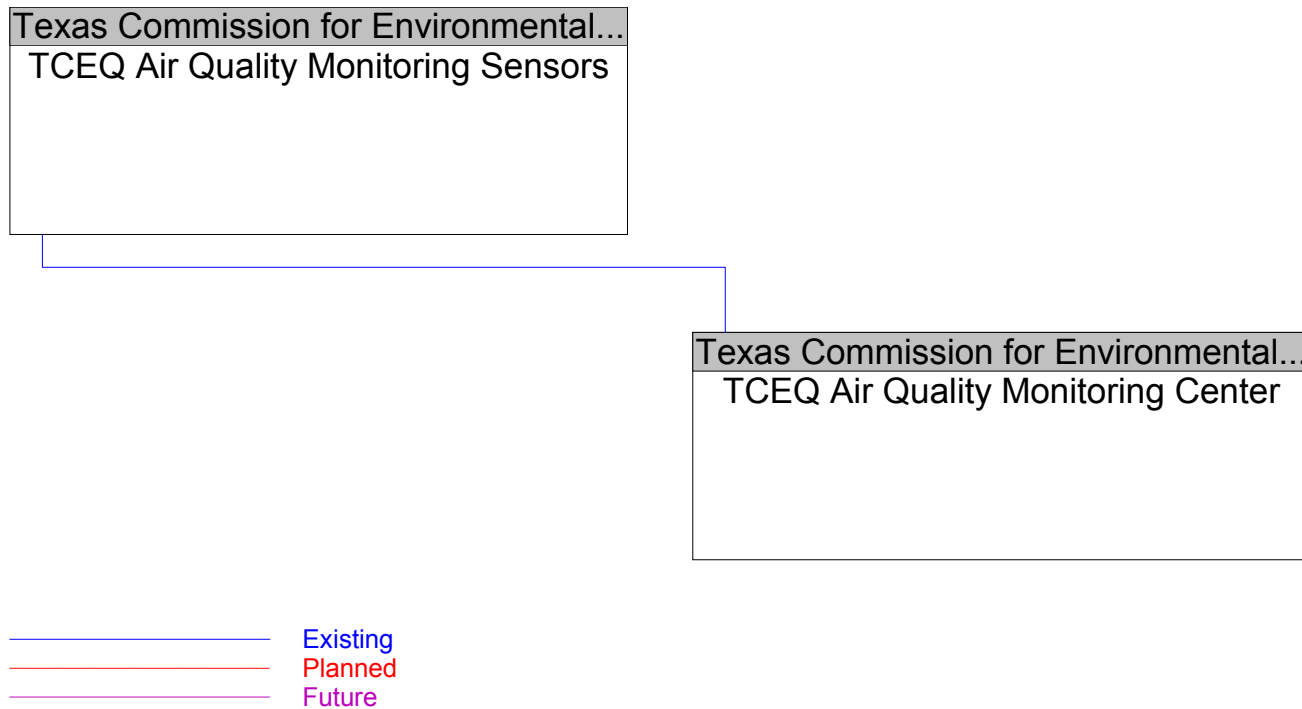 Texas Commission for Environmental...
TCEQ Air Quality Monitoring Sensors
Texas Commission for Environmental...
TCEQ Air Quality Monitoring Center
Existing
Planned
Future